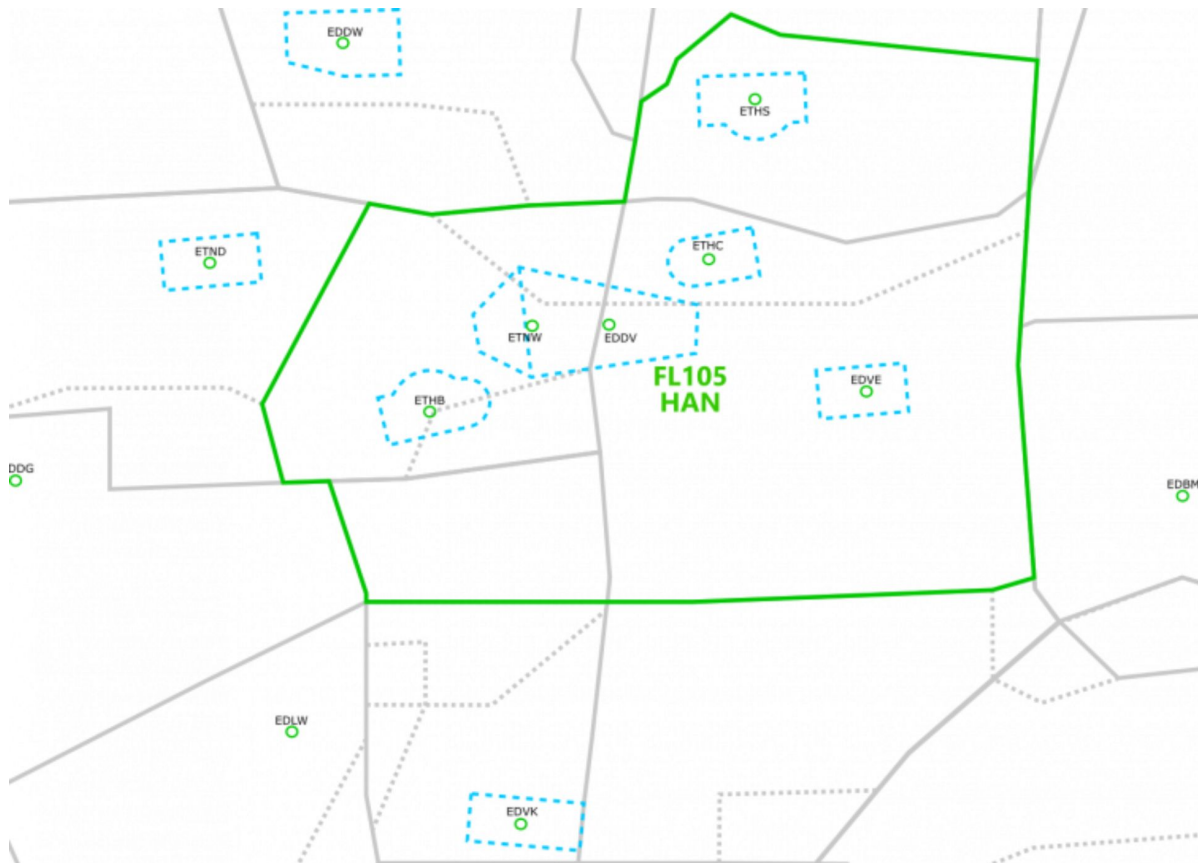 EDDW
ETHS
ETHC
ETND
ETNW
EDDV
FL105
HAN
EDVE
ETHB
DDG
EDBM
EDLW
EDVK